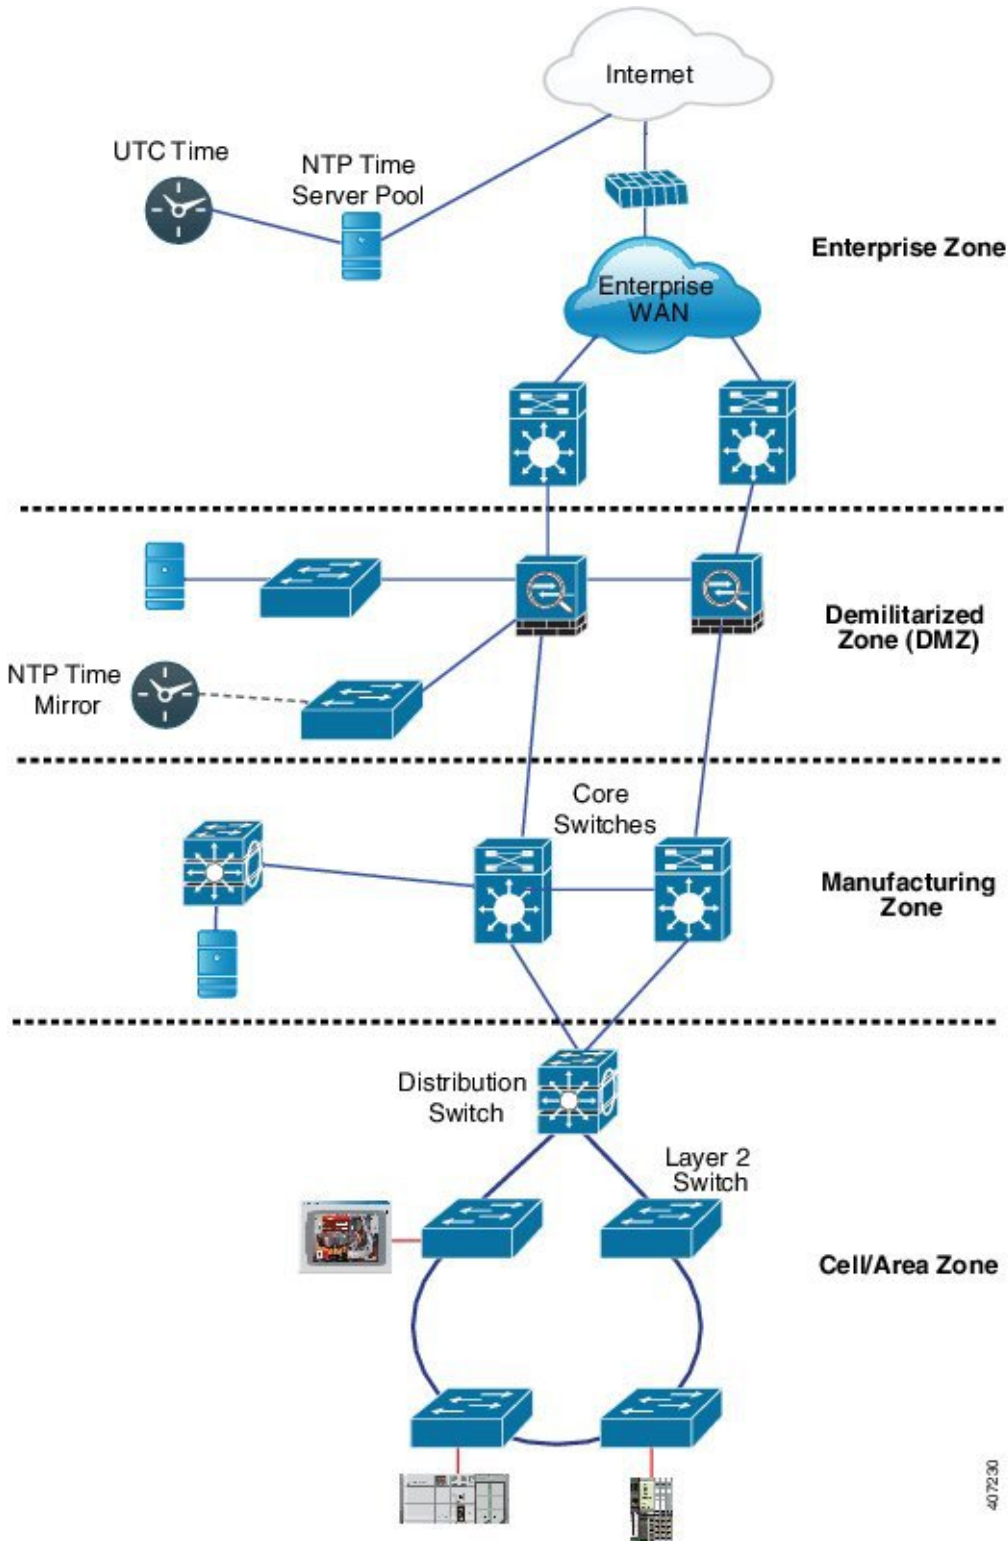 Internet
UTC Time
NTP Time
Server Pool
Enterprise Zone
Enterprise
WAN
Demilitarized
Zone (DMZ)
NTP Time
Mirror
Core
Switches
Manufacturing
Zone
Distribution
Switch
Layer 2
Switch
Cell/Area Zone
407230